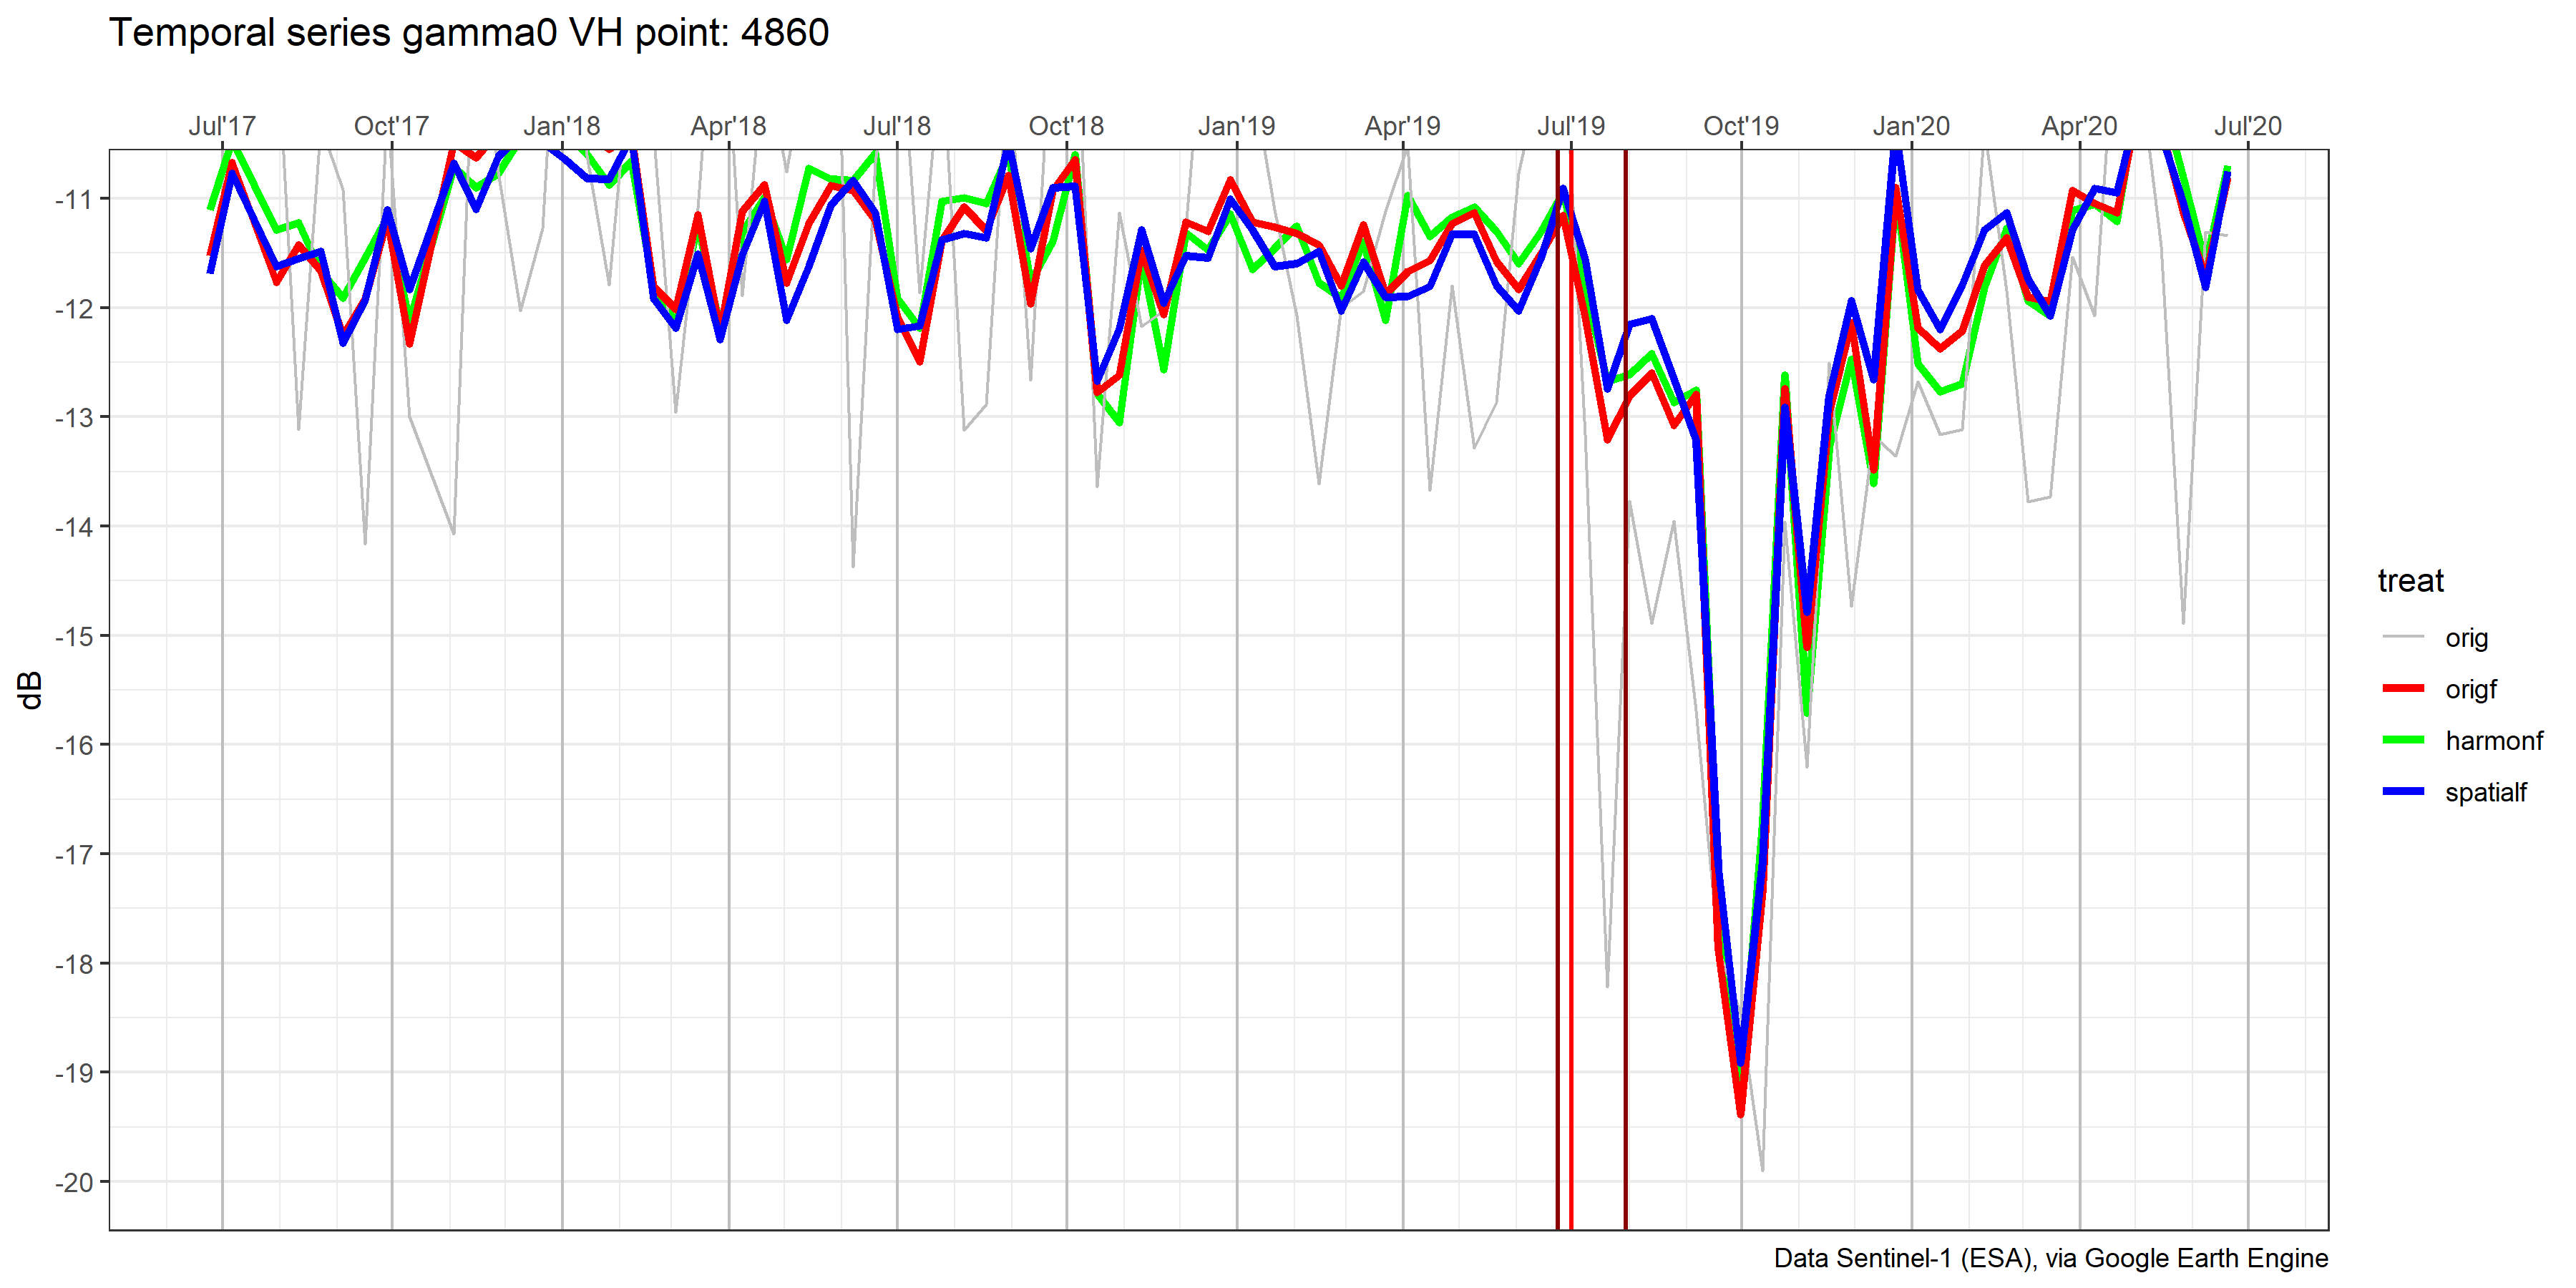 Temporal series gamma0 VH point: 4860
Jul'17 Oct'17 Jan'18 Apr'18 Jul'18 Oct'18 Jan'19 Apr'19 Jul'19 Oct'19 Jan'20 Apr'20 Jul'20
-11
-12
-13
-14
-15
-16
-17
-18
-19
-20
dB
treat
orig
origf
harmonf
spatialf
Data Sentinel-1 (ESA), via Google Earth Engine